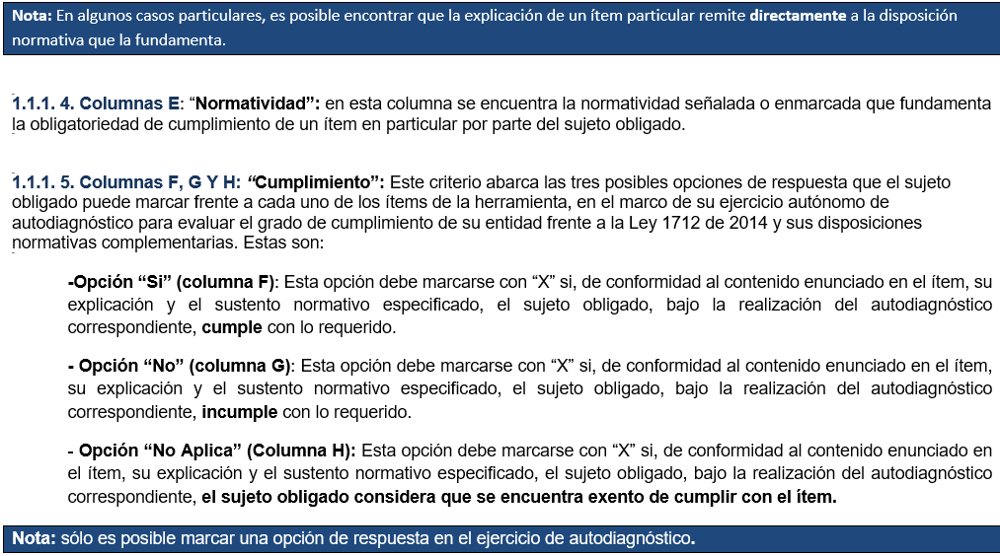 Nota: En algunos casos particulares, es posible encontrar que la explicación de un ítem particular remite directamente a la disposición
normativa que la fundamenta.
1.1.1. 4. Columnas E: “Normatividad”: en esta columna se encuentra la normatividad señalada o enmarcada que fundamenta
la obligatoriedad de cumplimiento de un ítem en particular por parte del sujeto obligado.
1.1.1. 5. Columnas F, G Y H: “Cumplimiento”: Este criterio abarca las tres posibles opciones de respuesta que el sujeto
obligado puede marcar frente a cada uno de los ítems de la herramienta, en el marco de su ejercicio autónomo de
autodiagnóstico para evaluar el grado de cumplimiento de su entidad frente a la Ley 1712 de 2014 y sus disposiciones
normativas complementarias. Estas son:
-Opción “Si” (columna F): Esta opción debe marcarse con “X” si, de conformidad al contenido enunciado en el ítem, su
explicación y el sustento normativo especificado, el sujeto obligado, bajo la realización del autodiagnóstico
correspondiente, cumple con lo requerido.
- Opción “No” (columna G): Esta opción debe marcarse con “X” si, de conformidad al contenido enunciado en el ítem,
su explicación y el sustento normativo especificado, el sujeto obligado, bajo la realización del autodiagnóstico
correspondiente, incumple con lo requerido.
- Opción “No Aplica” (Columna H): Esta opción debe marcarse con “X” si, de conformidad al contenido enunciado en
el ítem, su explicación y el sustento normativo especificado, el sujeto obligado, bajo la realización del autodiagnóstico
correspondiente, el sujeto obligado considera que se encuentra exento de cumplir con el ítem.
Nota: sólo es posible marcar una opción de respuesta en el ejercicio de autodiagnóstico.